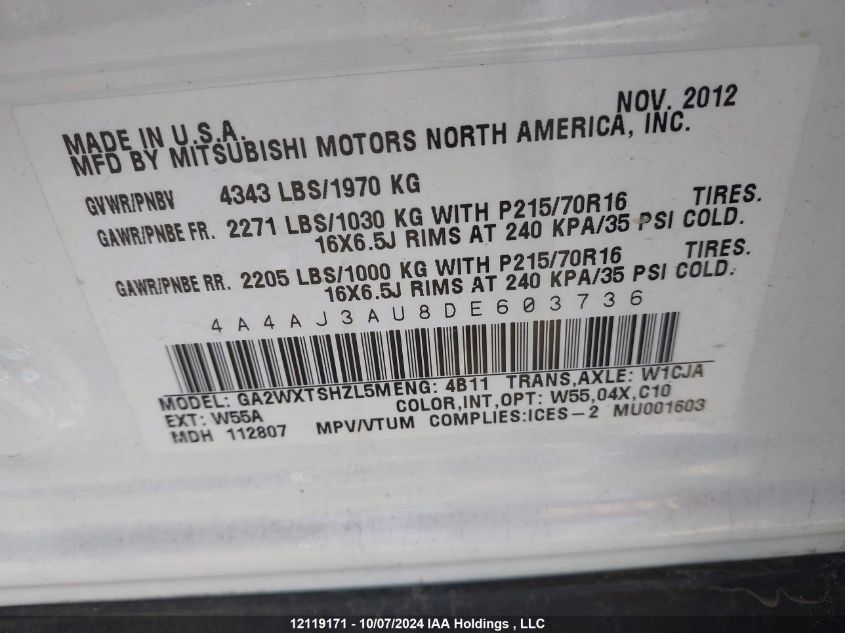 NOV. 2012
MADE IN U.S.A.
MFD BY MITSUBISHI MOTORS NORTH AMERICA, INC.
GVWR/PNBV 4343 LBS/1970 KG
GAWR/PNBE FR. 2271 LBS/1030 KG WITH P215/70R16 TIRES.
16X6.5J RIMS AT 240 KPA/35 PSI COLD.
GAWR/PNBE RR. 2205 LBS/1000 KG WITH P215/70R16 TIRES.
16X6.5J RIMS AT 240 KPA/35 PSI COLD.
4A4AJ3AU8DE603736
MODEL: GA2WXTSHZL5M ENG: 4B11 TRANS,AXLE: W1CJA
EXT: W55A COLOR,INT,OPT: W55,04X,C10
MDH 112807 MPV/VTUM COMPLIES:ICES-2 MU001603
12119171 - 10/07/2024 IAA Holdings , LLC